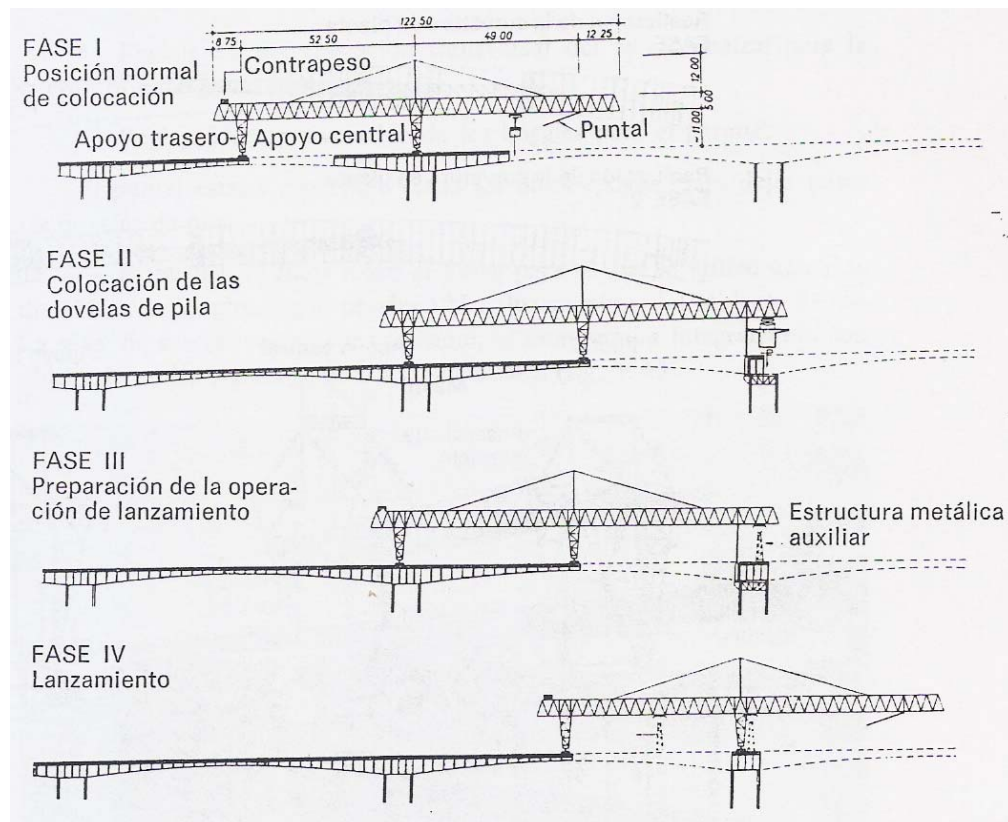 122 50
8 75
52 50
49 00
12 25
FASE I
Posición normal
de colocación
Contrapeso
12 00
5 00
~11 00
Apoyo trasero
Apoyo central
Puntal
FASE II
Colocación de las
dovelas de pila
FASE III
Preparación de la opera-
ción de lanzamiento
Estructura metálica
auxiliar
FASE IV
Lanzamiento